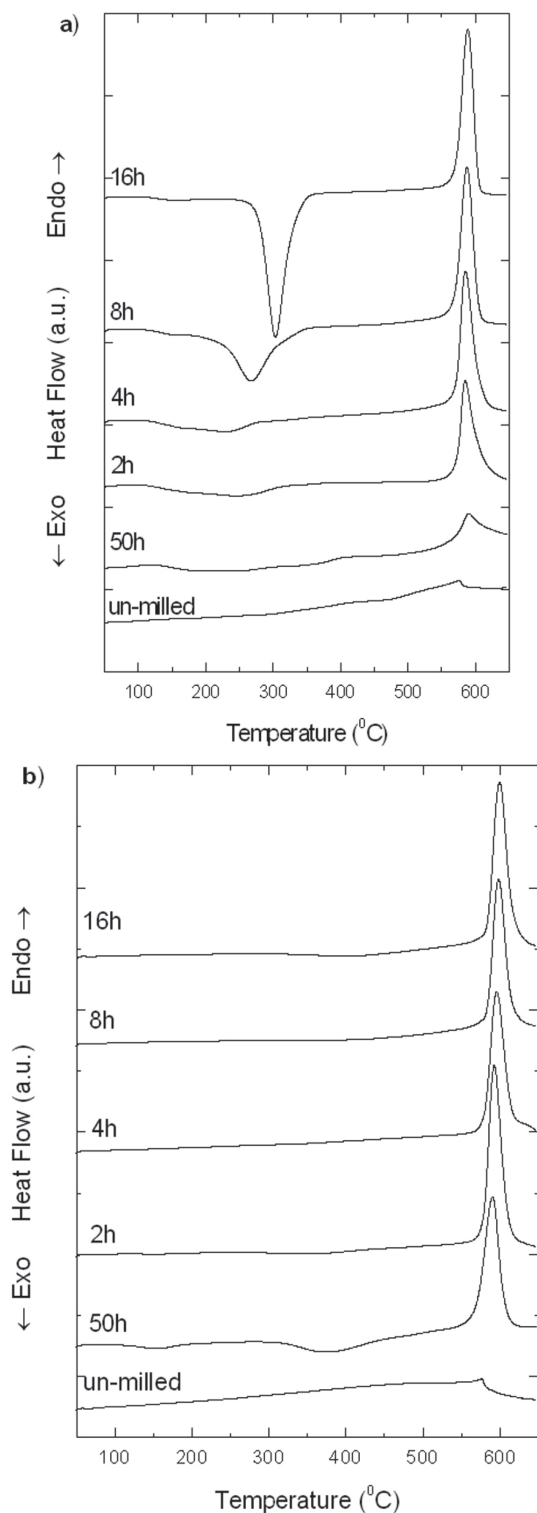 a)
16h
8h
4h
2h
50h
un-milled
← Exo Heat Flow (a.u.) Endo →
100 200 300 400 500 600
Temperature (⁰C)
b)
16h
8h
4h
2h
50h
un-milled
← Exo Heat Flow (a.u.) Endo →
100 200 300 400 500 600
Temperature (⁰C)